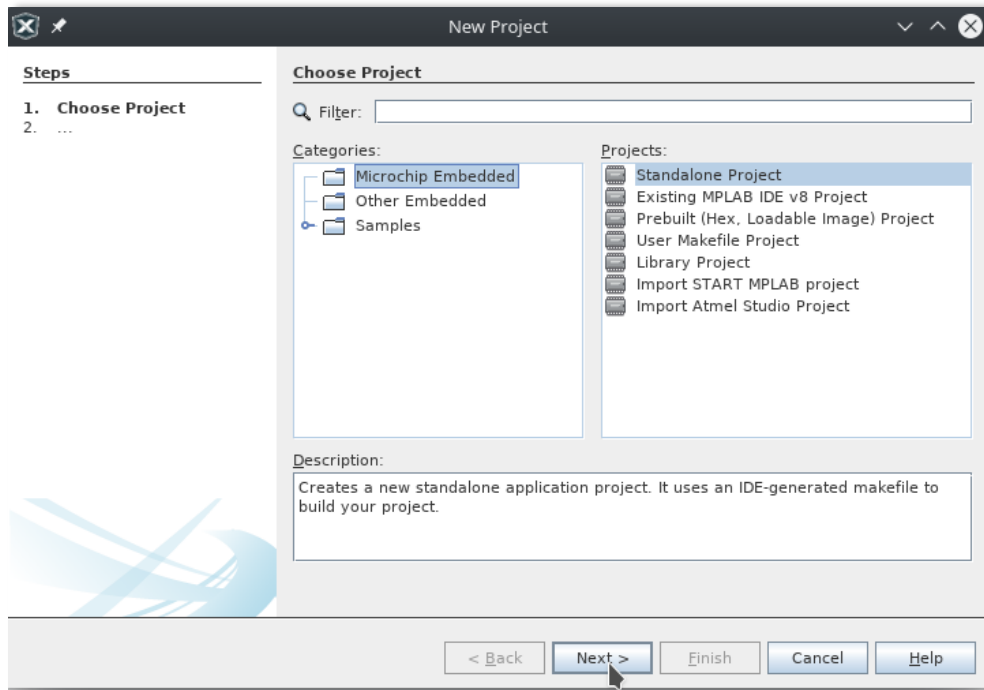 New Project
Steps
1. Choose Project
2. ...
Choose Project
Filter:
Categories:
Microchip Embedded
Other Embedded
Samples
Projects:
Standalone Project
Existing MPLAB IDE v8 Project
Prebuilt (Hex, Loadable Image) Project
User Makefile Project
Library Project
Import START MPLAB project
Import Atmel Studio Project
Description:
Creates a new standalone application project. It uses an IDE-generated makefile to
build your project.
< Back
Next >
Finish
Cancel
Help